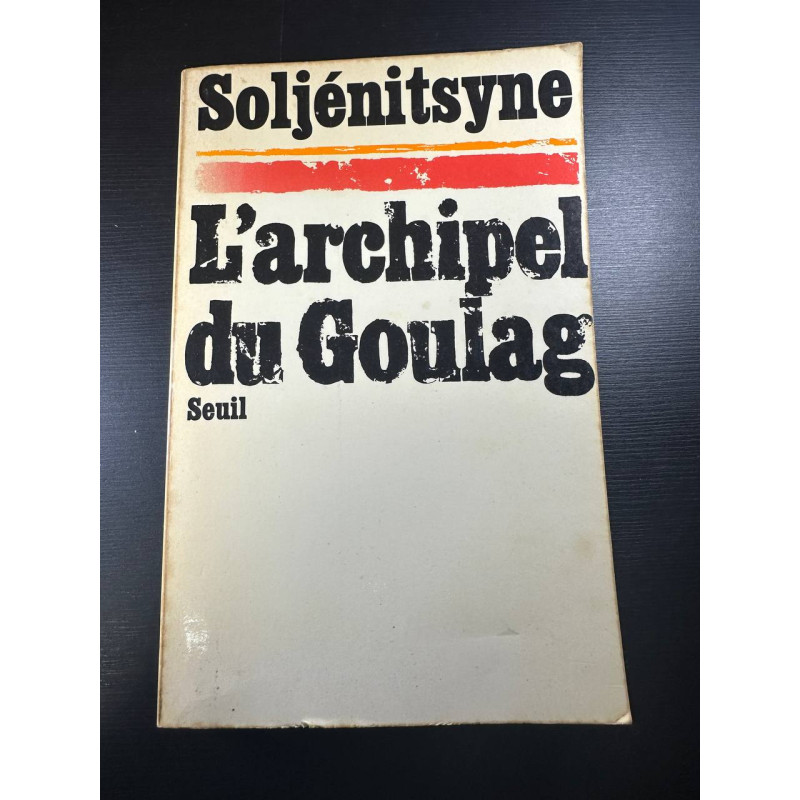 Soljénitsyne
L'archipel
du Goulag
Seuil